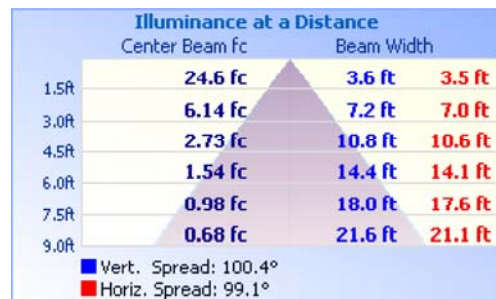 Illuminance at a Distance
Center Beam fc Beam Width
1.5ft 24.6 fc 3.6 ft 3.5 ft
3.0ft 6.14 fc 7.2 ft 7.0 ft
4.5ft 2.73 fc 10.8 ft 10.6 ft
6.0ft 1.54 fc 14.4 ft 14.1 ft
7.5ft 0.98 fc 18.0 ft 17.6 ft
9.0ft 0.68 fc 21.6 ft 21.1 ft
Vert. Spread: 100.4°
Horiz. Spread: 99.1°